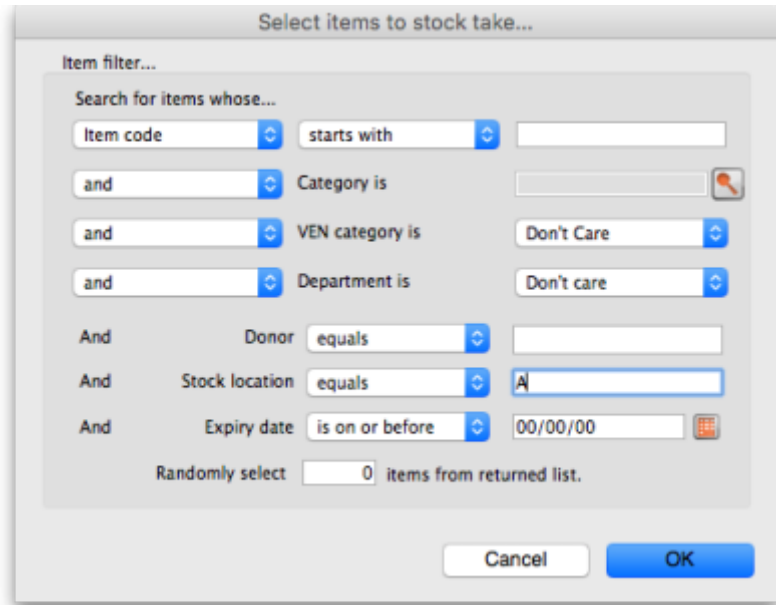 Select items to stock take...
Item filter...
Search for items whose...
Item code starts with
and Category is
and VEN category is Don't Care
and Department is Don't care
And Donor equals
And Stock location equals A
And Expiry date is on or before 00/00/00
Randomly select 0 items from returned list.
Cancel OK